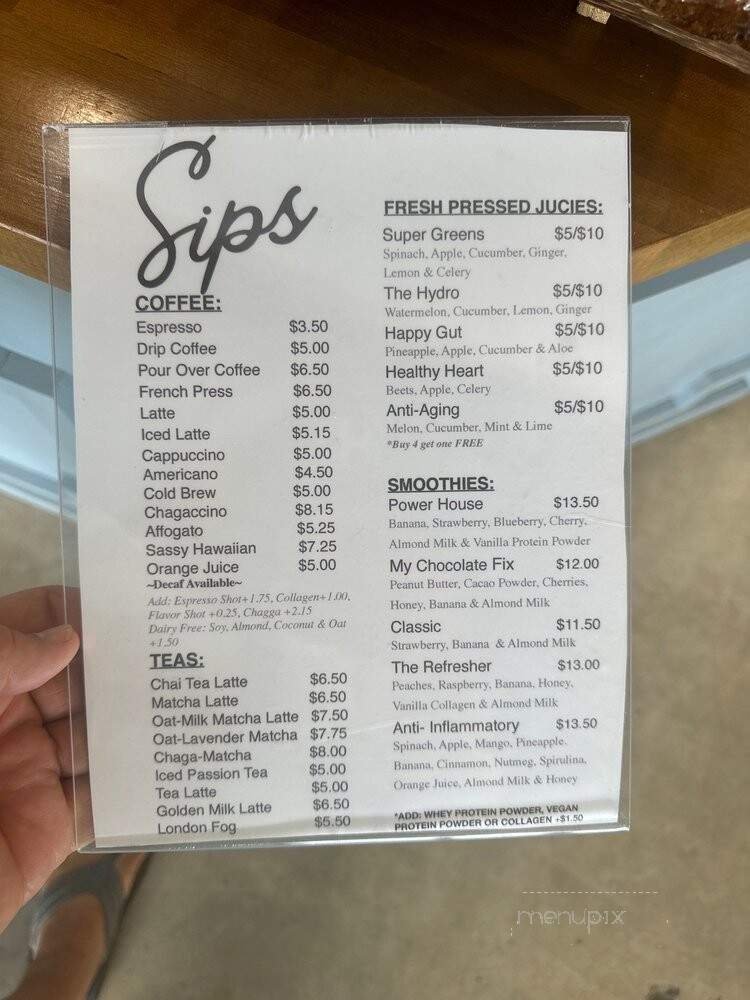 Sips
COFFEE:
Espresso $3.50
Drip Coffee $5.00
Pour Over Coffee $6.50
French Press $6.50
Latte $5.00
Iced Latte $5.15
Cappuccino $5.00
Americano $4.50
Cold Brew $5.00
Chagaccino $8.15
Affogato $5.25
Sassy Hawaiian $7.25
Orange Juice $5.00
~Decaf Available~
Add: Espresso Shot+1.75, Collagen+1.00,
Flavor Shot +0.25, Chagga +2.15
Dairy Free: Soy, Almond, Coconut & Oat
+1.50
TEAS:
Chai Tea Latte $6.50
Matcha Latte $6.50
Oat-Milk Matcha Latte $7.50
Oat-Lavender Matcha $7.75
Chaga-Matcha $8.00
Iced Passion Tea $5.00
Tea Latte $5.00
Golden Milk Latte $6.50
London Fog $5.50
FRESH PRESSED JUCIES:
Super Greens $5/$10
Spinach, Apple, Cucumber, Ginger,
Lemon & Celery
The Hydro $5/$10
Watermelon, Cucumber, Lemon, Ginger
Happy Gut $5/$10
Pineapple, Apple, Cucumber & Aloe
Healthy Heart $5/$10
Beets, Apple, Celery
Anti-Aging $5/$10
Melon, Cucumber, Mint & Lime
*Buy 4 get one FREE
SMOOTHIES:
Power House $13.50
Banana, Strawberry, Blueberry, Cherry,
Almond Milk & Vanilla Protein Powder
My Chocolate Fix $12.00
Peanut Butter, Cacao Powder, Cherries,
Honey, Banana & Almond Milk
Classic $11.50
Strawberry, Banana & Almond Milk
The Refresher $13.00
Peaches, Raspberry, Banana, Honey,
Vanilla Collagen & Almond Milk
Anti- Inflammatory $13.50
Spinach, Apple, Mango, Pineapple,
Banana, Cinnamon, Nutmeg, Spirulina,
Orange Juice, Almond Milk & Honey
*ADD: WHEY PROTEIN POWDER, VEGAN
PROTEIN POWDER OR COLLAGEN +$1.50
menupix